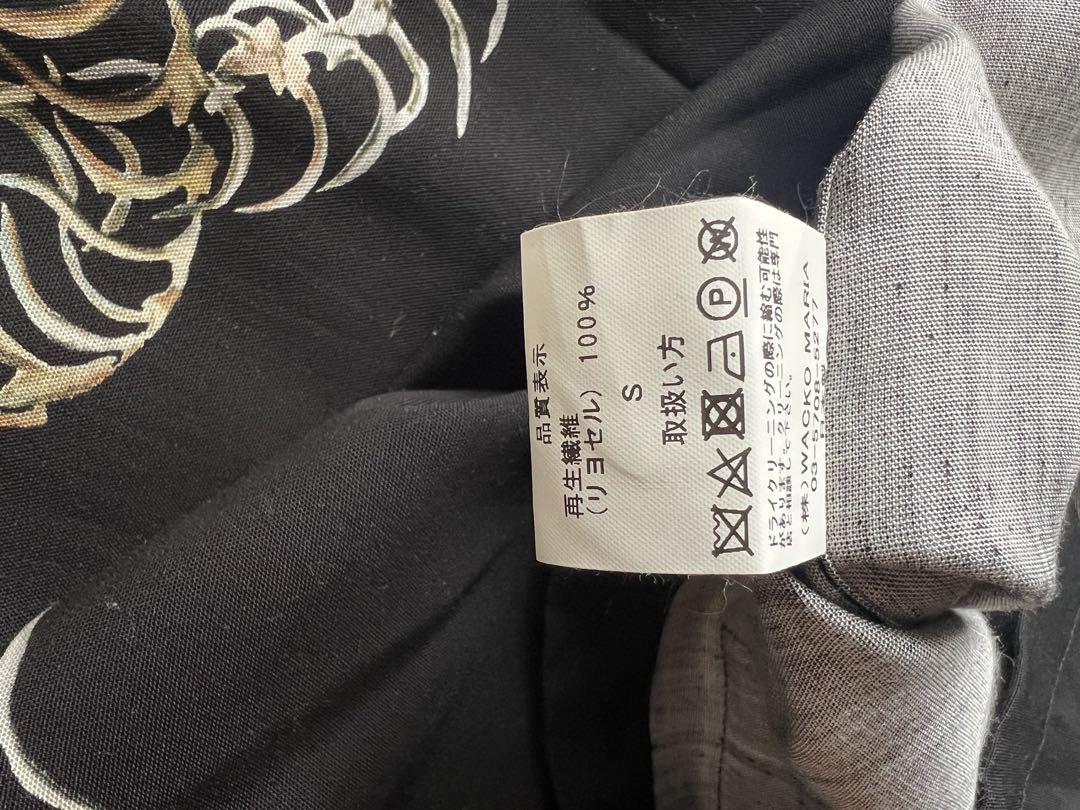 品質表示
再生繊維
(リヨセル) 100%
S
取扱い方
P W
ドライクリーニングの際に縮む可能性
があります。クリーニングの際は専門
店と相談して下さい。
(株)WACKO MARIA
03-5708-5277